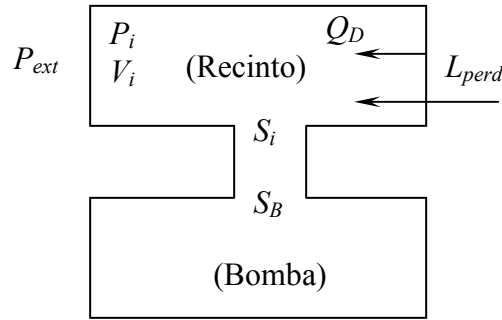 P_i Q_D
P_ext V_i (Recinto) L_perd
S_i
S_B
(Bomba)